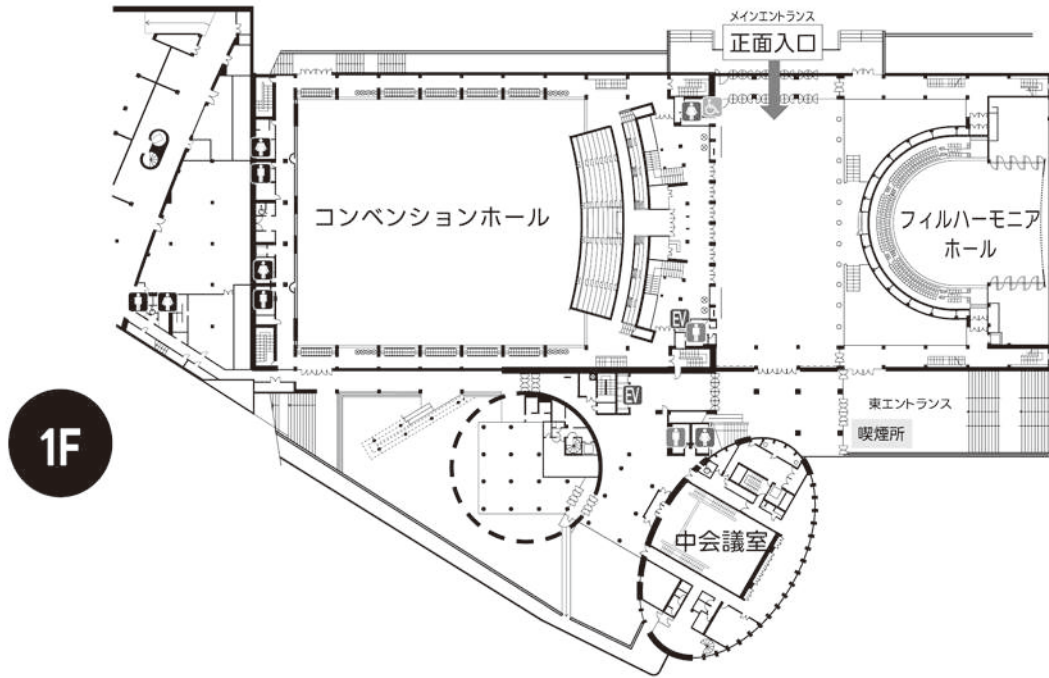 メインエントランス
正面入口
コンベンションホール
フィルハーモニア
ホール
EV
EV
東エントランス
喫煙所
1F
中会議室